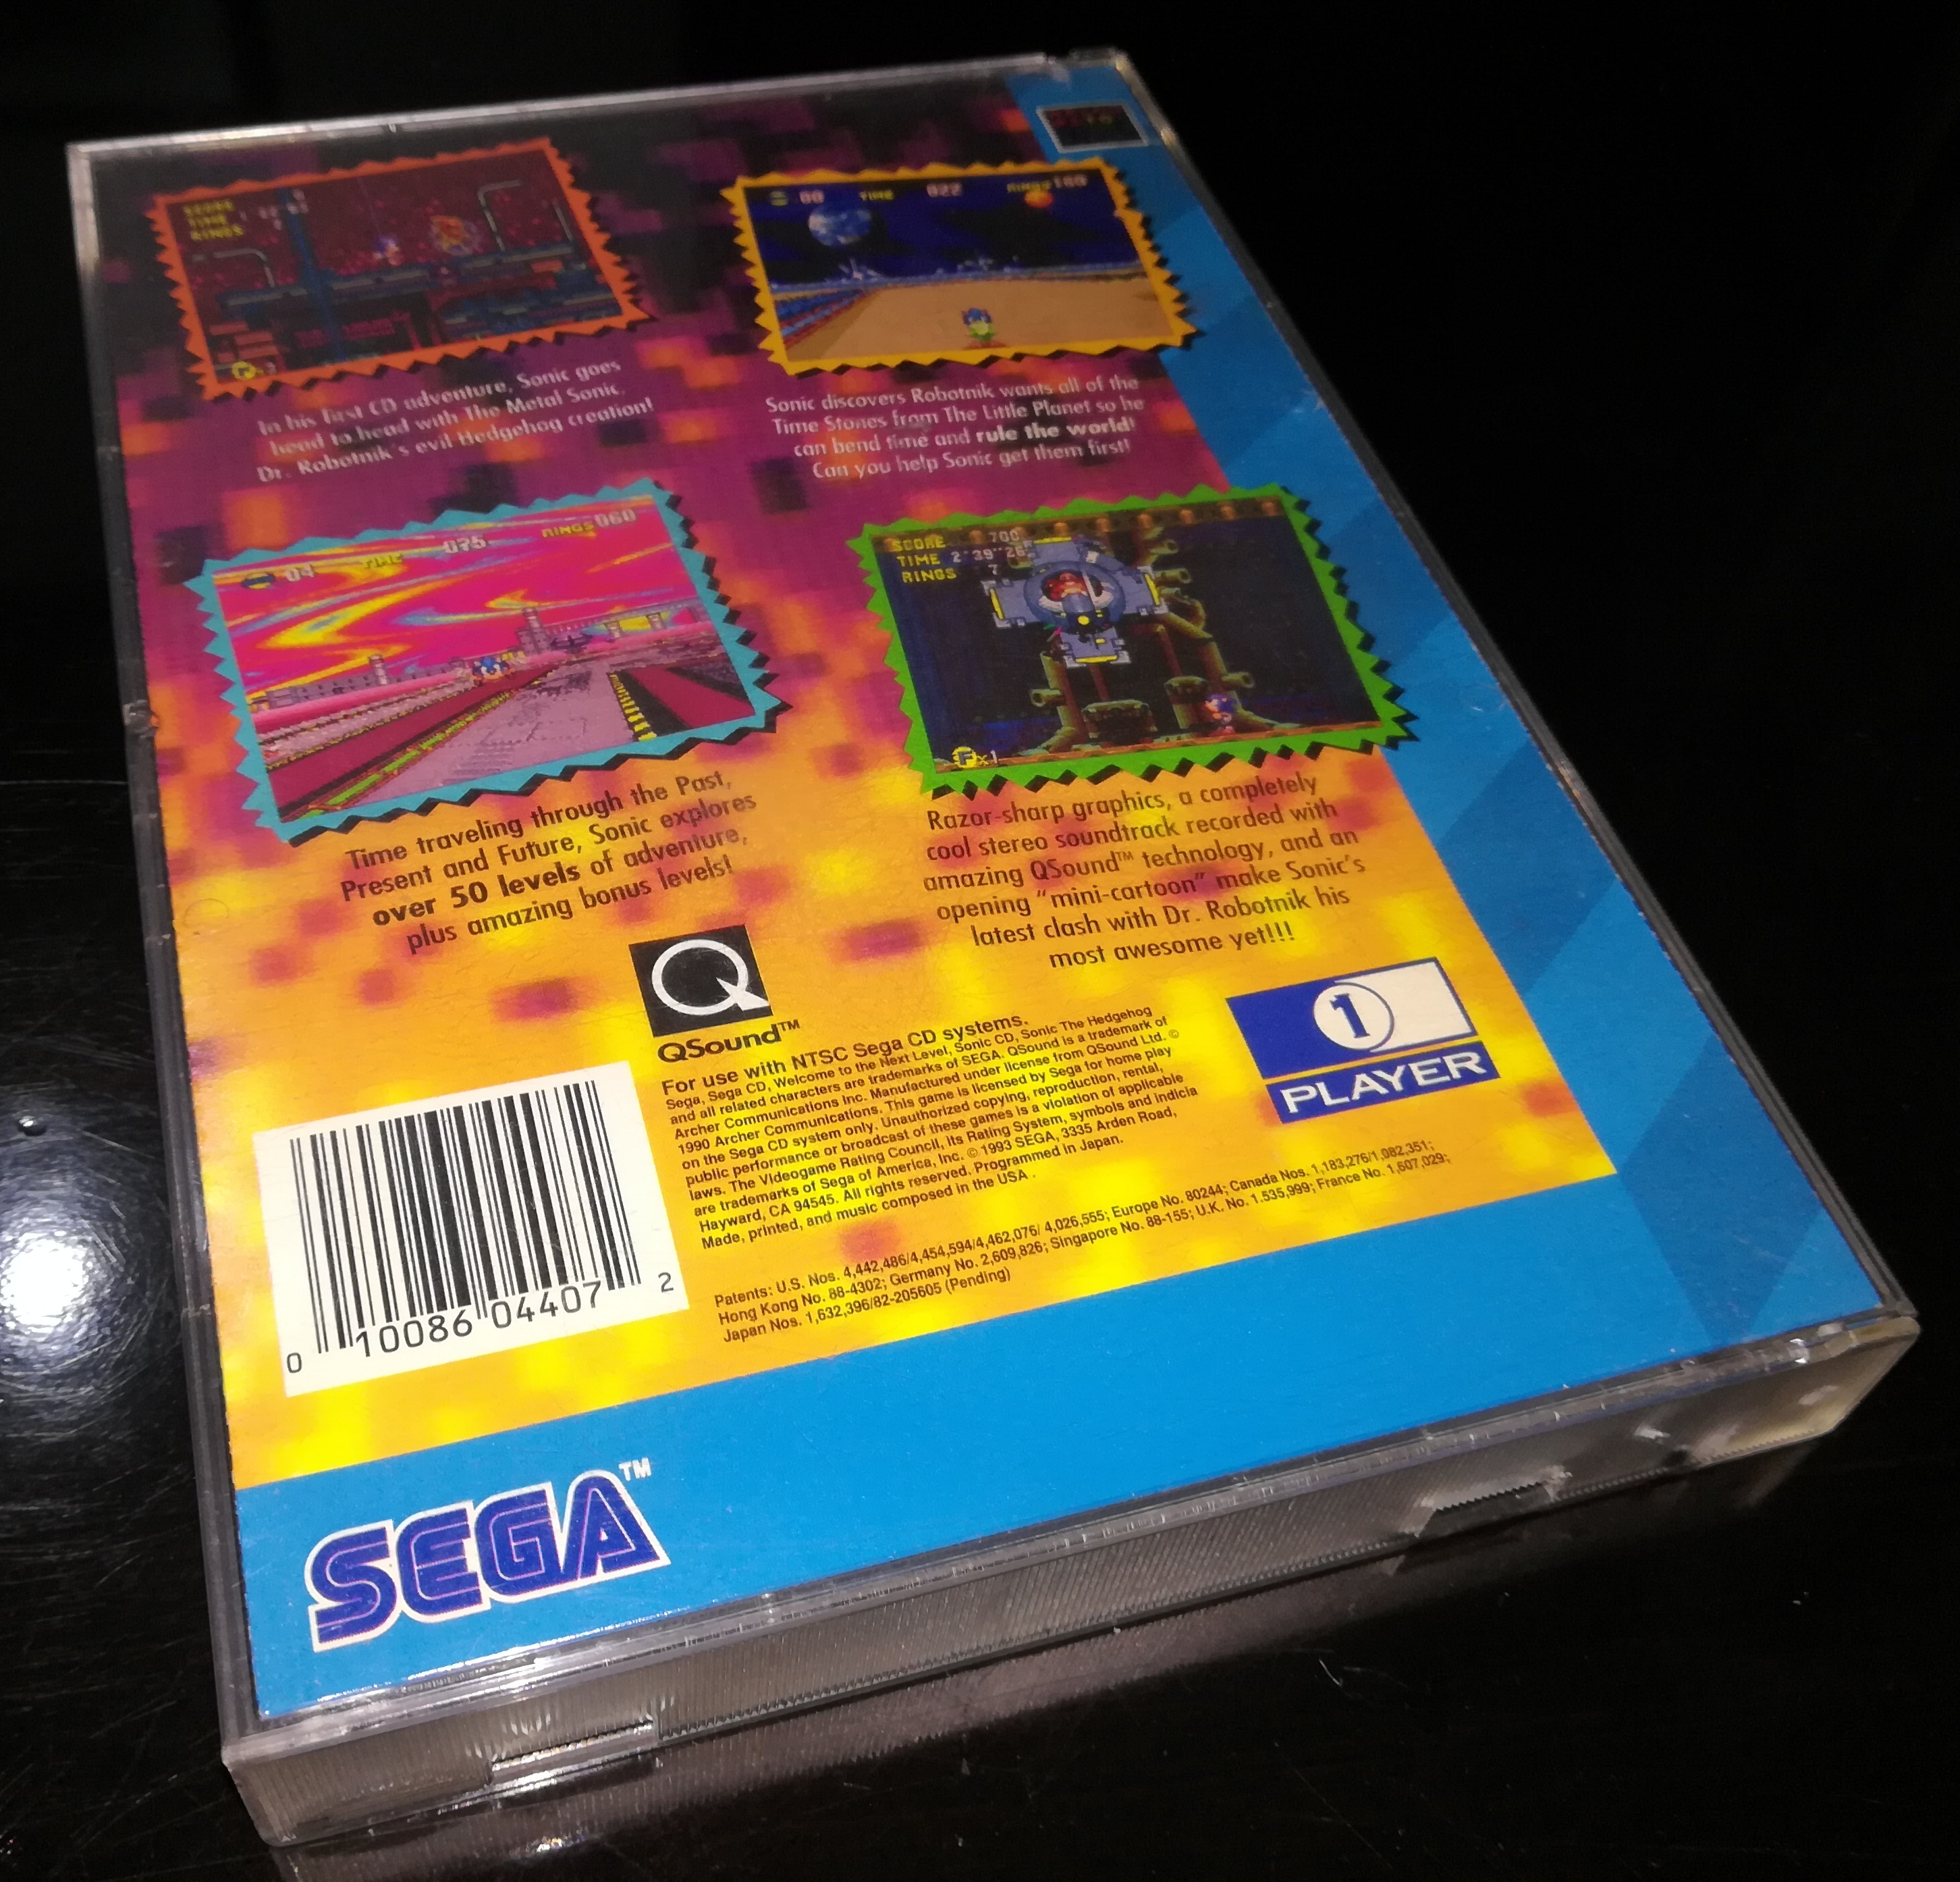 SCORE
TIME
RINGS
00 TIME 022 RINGS 160
In his first CD adventure, Sonic goes
head to head with The Metal Sonic,
Dr. Robotnik's evil Hedgehog creation!
Sonic discovers Robotnik wants all of the
Time Stones from The Little Planet so he
can bend time and rule the world!
Can you help Sonic get them first!
04 TIME 075 RINGS 060
SCORE 700
TIME 2'39"26
RINGS 7
x1
Time traveling through the Past,
Present and Future, Sonic explores
over 50 levels of adventure,
plus amazing bonus levels!
Razor-sharp graphics, a completely
cool stereo soundtrack recorded with
amazing QSound™ technology, and an
opening "mini-cartoon" make Sonic's
latest clash with Dr. Robotnik his
most awesome yet!!!
Q
QSound™
1
PLAYER
For use with NTSC Sega CD systems.
Sega, Sega CD, Welcome to the Next Level, Sonic CD, Sonic The Hedgehog
and all related characters are trademarks of SEGA. QSound is a trademark of
Archer Communications Inc. Manufactured under license from QSound Ltd. ©
1990 Archer Communications. This game is licensed by Sega for home play
on the Sega CD system only. Unauthorized copying, reproduction, rental,
public performance or broadcast of these games is a violation of applicable
laws. The Videogame Rating Council, its Rating System, symbols and indicia
are trademarks of Sega of America, Inc. © 1993 SEGA, 3335 Arden Road,
Hayward, CA 94545. All rights reserved. Programmed in Japan.
Made, printed, and music composed in the USA.
Patents: U.S. Nos. 4,442,486/4,454,594/4,462,076/ 4,026,555; Europe No. 80244; Canada Nos. 1,183,276/1,082,351;
Hong Kong No. 88-4302; Germany No. 2,609,826; Singapore No. 88-155; U.K. No. 1.535,999; France No. 1,607,029;
Japan Nos. 1,632,396/82-205605 (Pending)
0 10086 04407 2
SEGA™